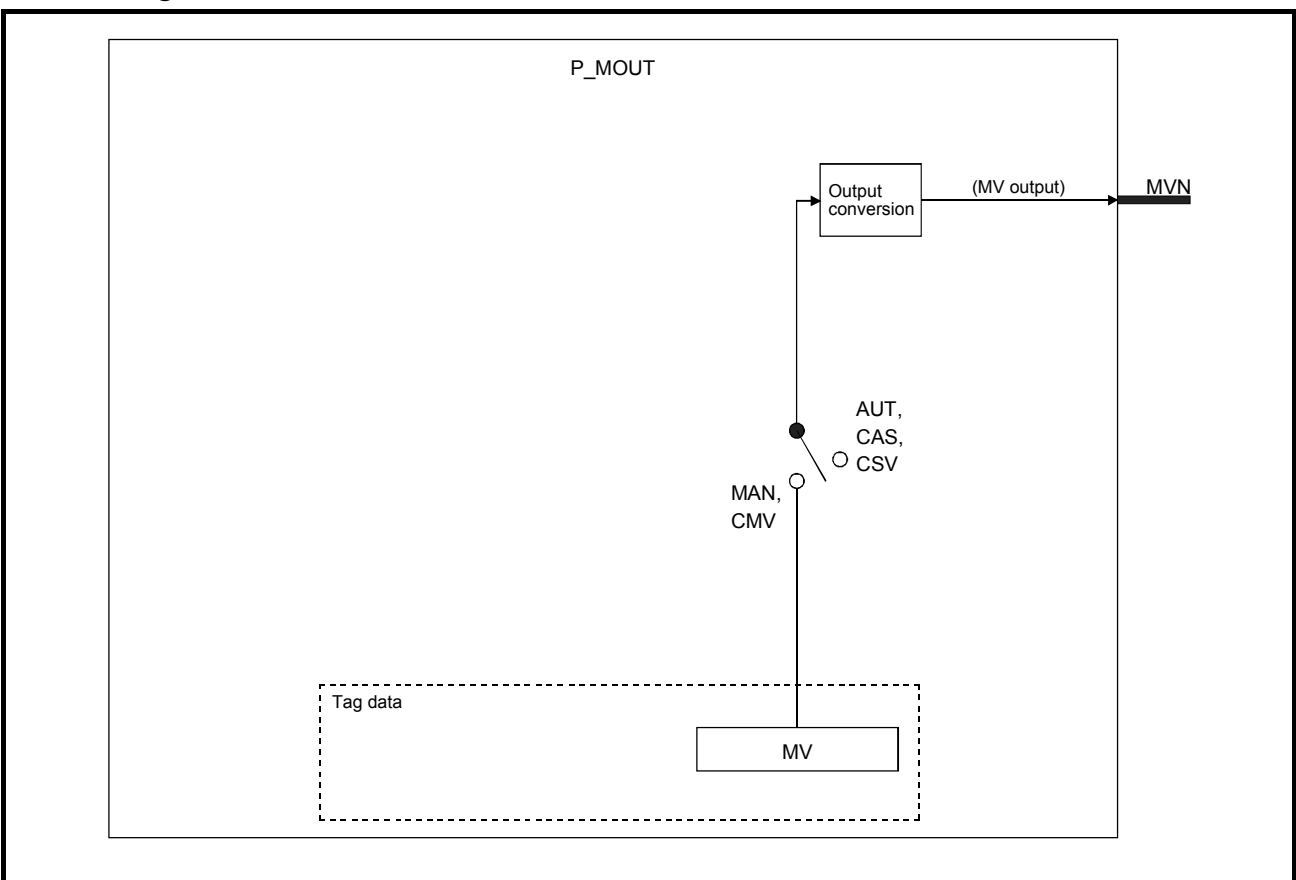 P_MOUT
Output
conversion
(MV output)
MVN
AUT,
CAS,
CSV
MAN,
CMV
Tag data
MV